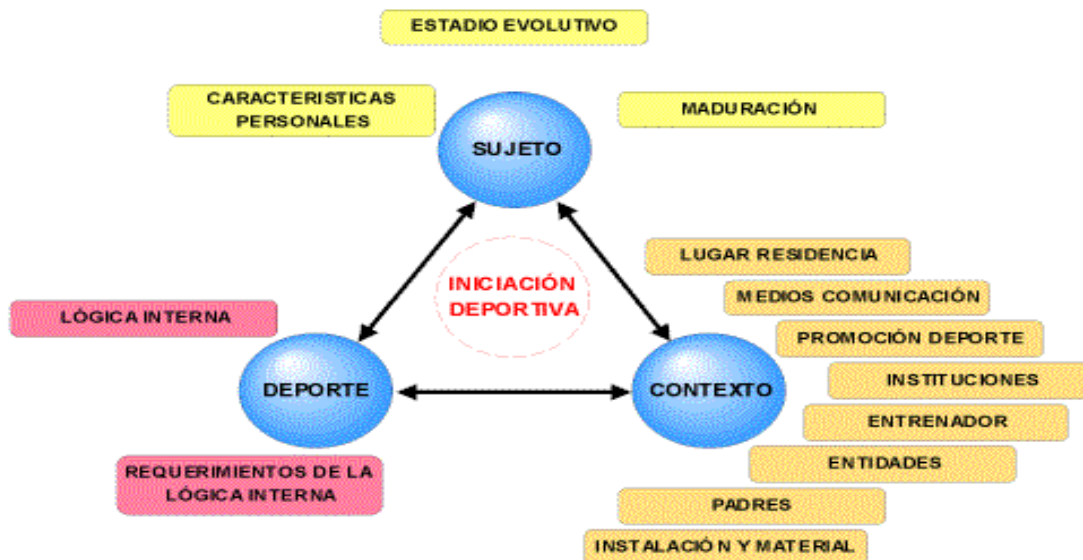 ESTADIO EVOLUTIVO
CARACTERISTICAS
PERSONALES
MADURACIÓN
SUJETO
LUGAR RESIDENCIA
INICIACIÓN
DEPORTIVA
MEDIOS COMUNICACIÓN
LÓGICA INTERNA
PROMOCIÓN DEPORTE
DEPORTE
CONTEXTO
INSTITUCIONES
ENTRENADOR
ENTIDADES
REQUERIMIENTOS DE LA
LÓGICA INTERNA
PADRES
INSTALACIÓN Y MATERIAL